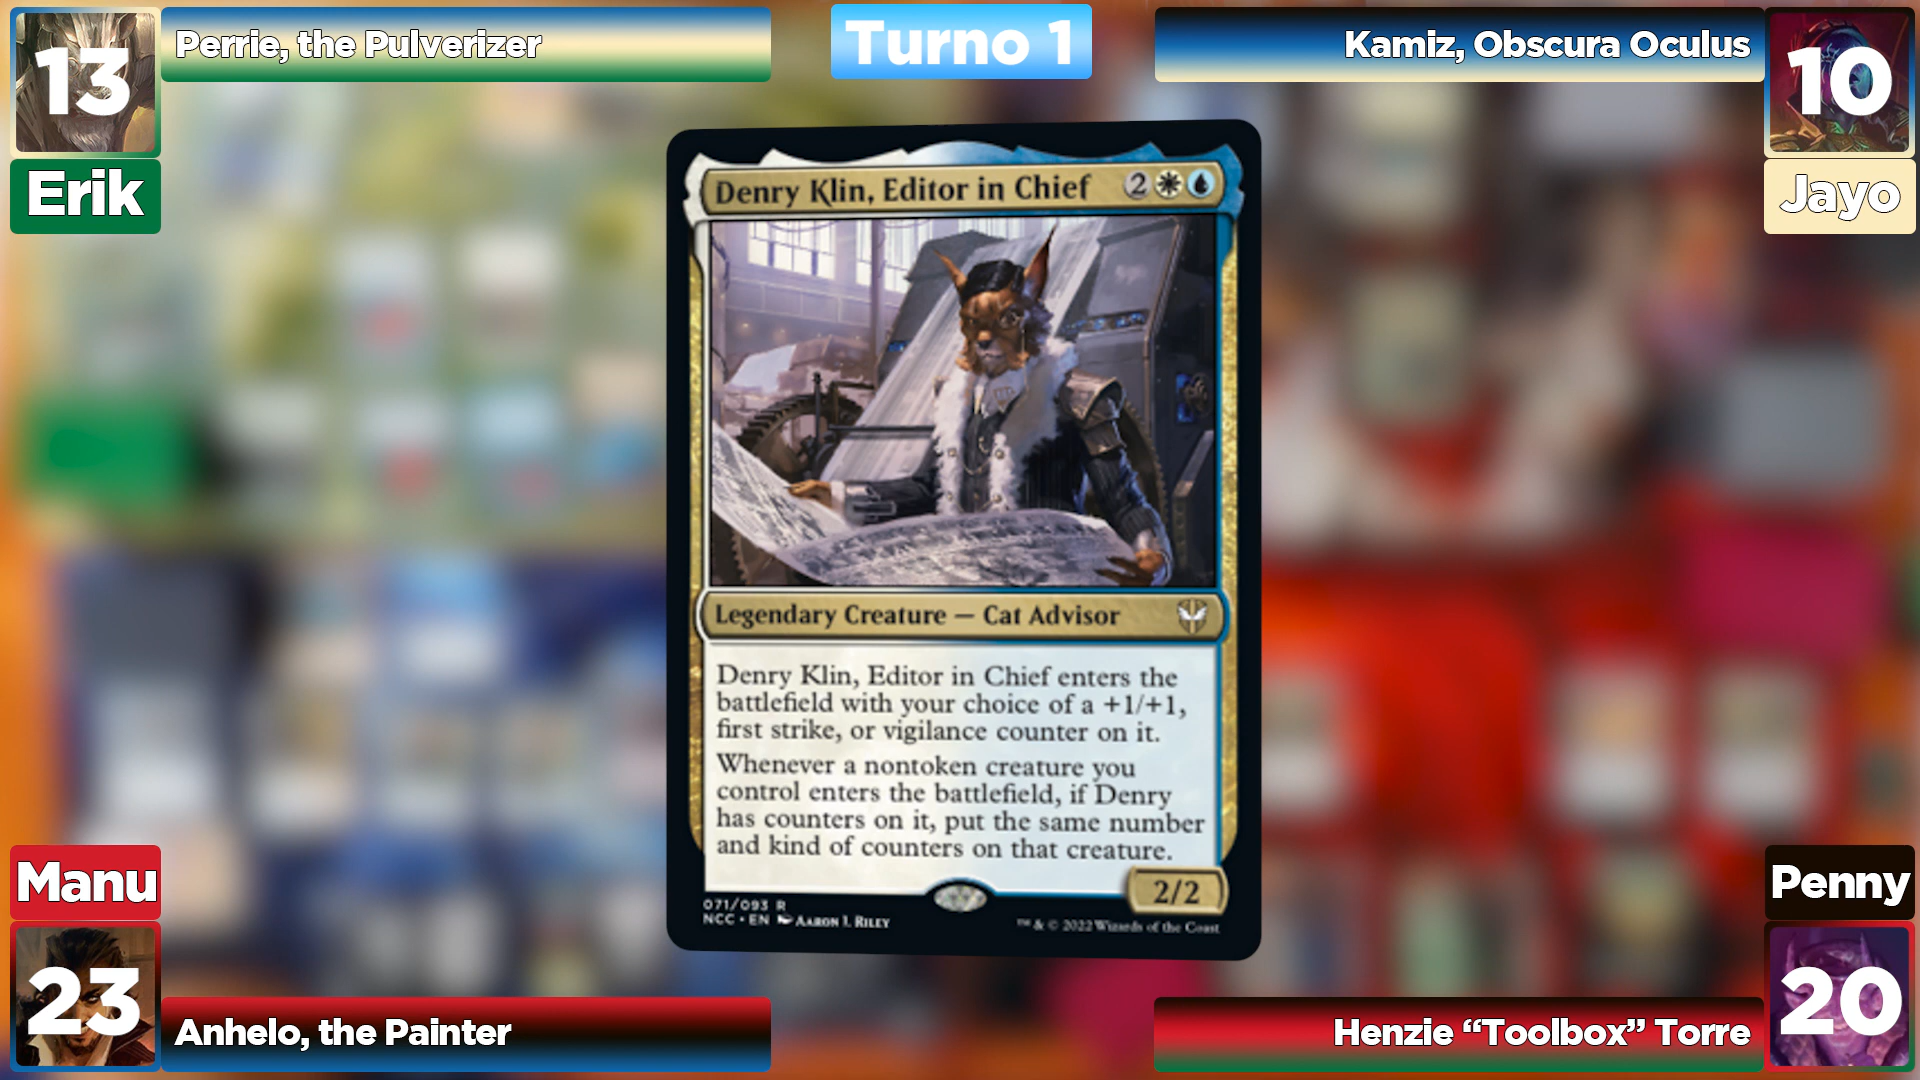 13
Perrie, the Pulverizer
Erik
Turno 1
Kamiz, Obscura Oculus
10
Jayo
Denry Klin, Editor in Chief 2
Legendary Creature — Cat Advisor
Denry Klin, Editor in Chief enters the
battlefield with your choice of a +1/+1,
first strike, or vigilance counter on it.
Whenever a nontoken creature you
control enters the battlefield, if Denry
has counters on it, put the same number
and kind of counters on that creature.
2/2
071/093 R
NCC • EN Aaron J. Riley
™ & © 2022 Wizards of the Coast
Manu
23
Anhelo, the Painter
Penny
20
Henzie “Toolbox” Torre